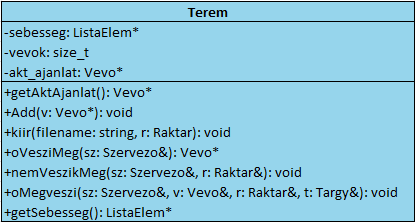 Terem
-sebesseg: ListaElem*
-vevok: size_t
-akt_ajanlat: Vevo*
+getAktAjanlat(): Vevo*
+Add(v: Vevo*): void
+kiir(filename: string, r: Raktar): void
+oVesziMeg(sz: Szervezo&): Vevo*
+nemVeszikMeg(sz: Szervezo&, r: Raktar&): void
+oMegveszi(sz: Szervezo&, v: Vevo&, r: Raktar&, t: Targy&): void
+getSebesseg(): ListaElem*